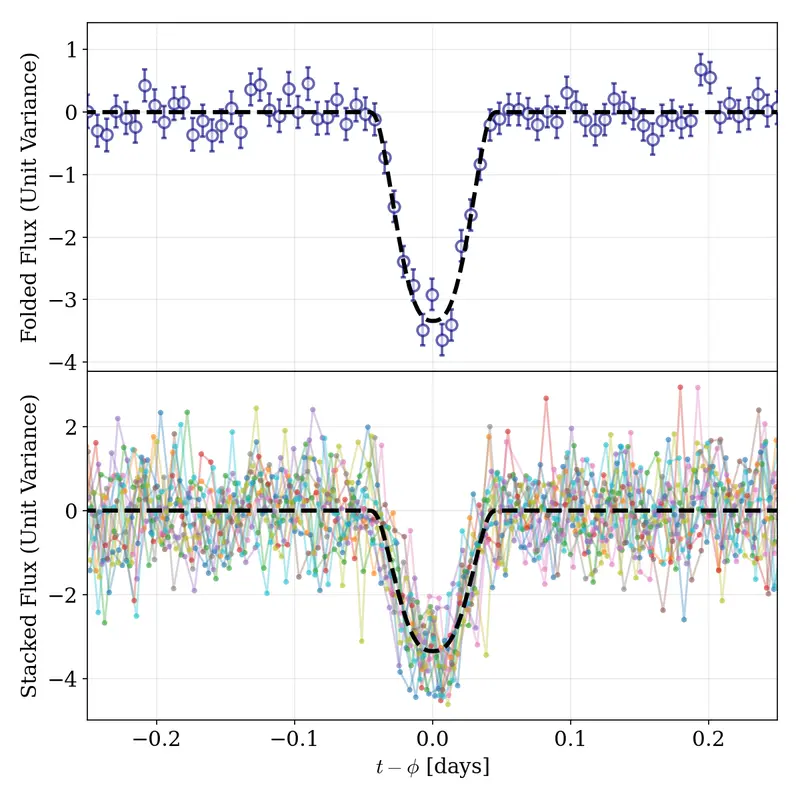 Folded Flux (Unit Variance)
1
0
−1
−2
−3
−4
Stacked Flux (Unit Variance)
2
0
−2
−4
−0.2 −0.1 0.0 0.1 0.2
t − ϕ [days]